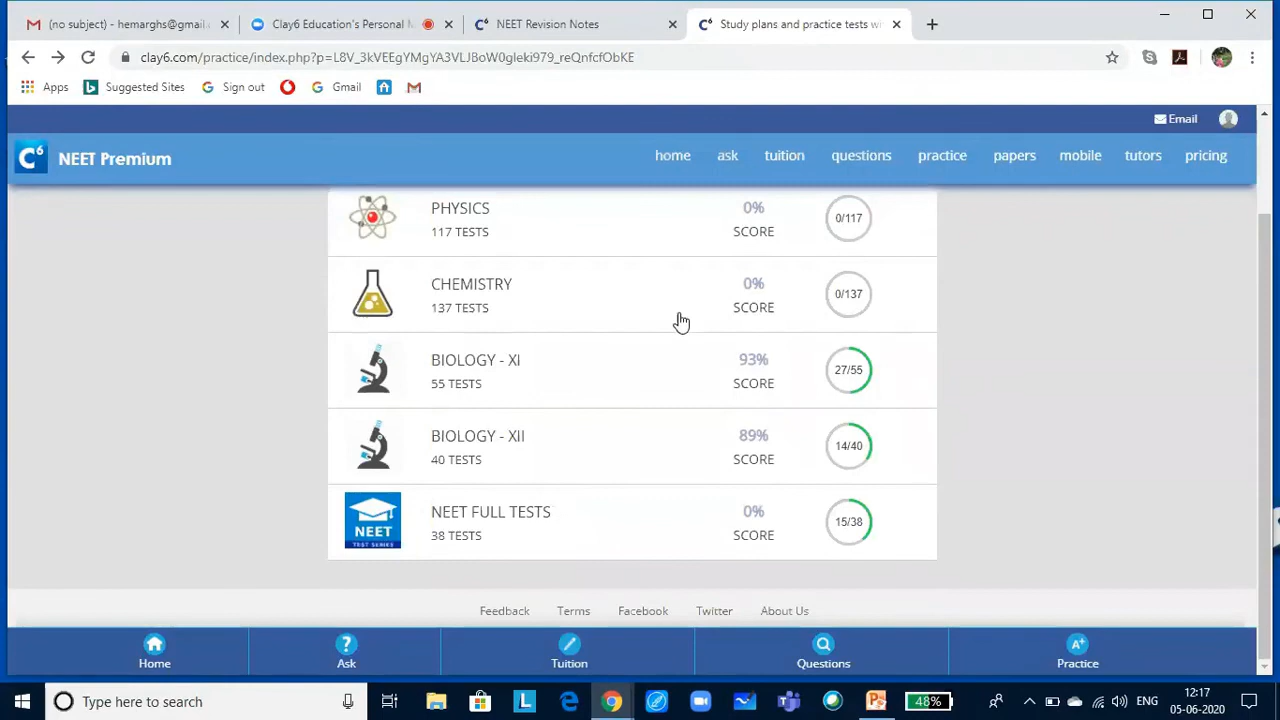 (no subject) - hemarghs@gmail.
Clay6 Education's Personal M
NEET Revision Notes
Study plans and practice tests wi
clay6.com/practice/index.php?p=L8V_3kVEEgYMgYA3VLJBoW0gleki979_reQnfcfObKE
Apps
Suggested Sites
Sign out
Gmail
Email
C6
NEET Premium
home
ask
tuition
questions
practice
papers
mobile
tutors
pricing
PHYSICS
0%
117 TESTS
SCORE
0/117
CHEMISTRY
0%
137 TESTS
SCORE
0/137
BIOLOGY - XI
93%
55 TESTS
SCORE
27/55
BIOLOGY - XII
89%
40 TESTS
SCORE
14/40
NEET
TEST SERIES
NEET FULL TESTS
0%
38 TESTS
SCORE
15/38
Feedback
Terms
Facebook
Twitter
About Us
Home
Ask
Tuition
Questions
A+
Practice
Type here to search
48%
ENG
12:17
05-06-2020